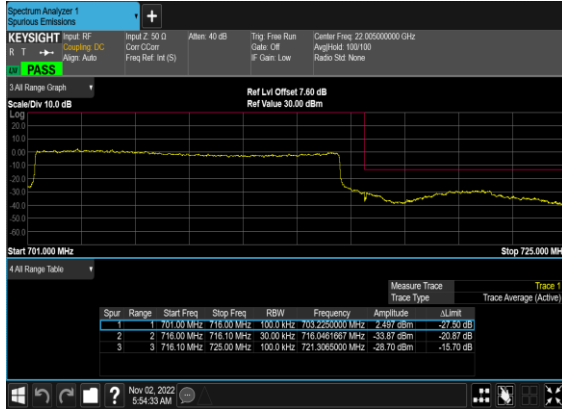 Spectrum Analyzer 1
Spurious Emissions
KEYSIGHT Input: RF Input Z: 50 Ω Atten: 40 dB Trig: Free Run Center Freq: 22.005000000 GHz
R T Coupling: DC Corr CCorr Gate: Off Avg|Hold: 100/100
Align: Auto Freq Ref: Int (S) IF Gain: Low Radio Std: None
PASS
3 All Range Graph Ref Lvl Offset 7.60 dB
Scale/Div 10.0 dB Ref Value 30.00 dBm
Log
20.0
10.0
0.00
-10.0
-20.0
-30.0
-40.0
-50.0
-60.0
Start 701.000 MHz Stop 725.000 MH
4 All Range Table
Measure Trace Trace 1
Trace Type Trace Average (Active)
Spur Range Start Freq Stop Freq RBW Frequency Amplitude ΔLimit
1 1 701.00 MHz 716.00 MHz 100.0 kHz 703.2250000 MHz 2.497 dBm -27.50 dB
2 2 716.00 MHz 716.10 MHz 30.00 kHz 716.0461667 MHz -33.87 dBm -20.87 dB
3 3 716.10 MHz 725.00 MHz 100.0 kHz 721.3065000 MHz -28.70 dBm -15.70 dB
Nov 02, 2022
5:54:33 AM